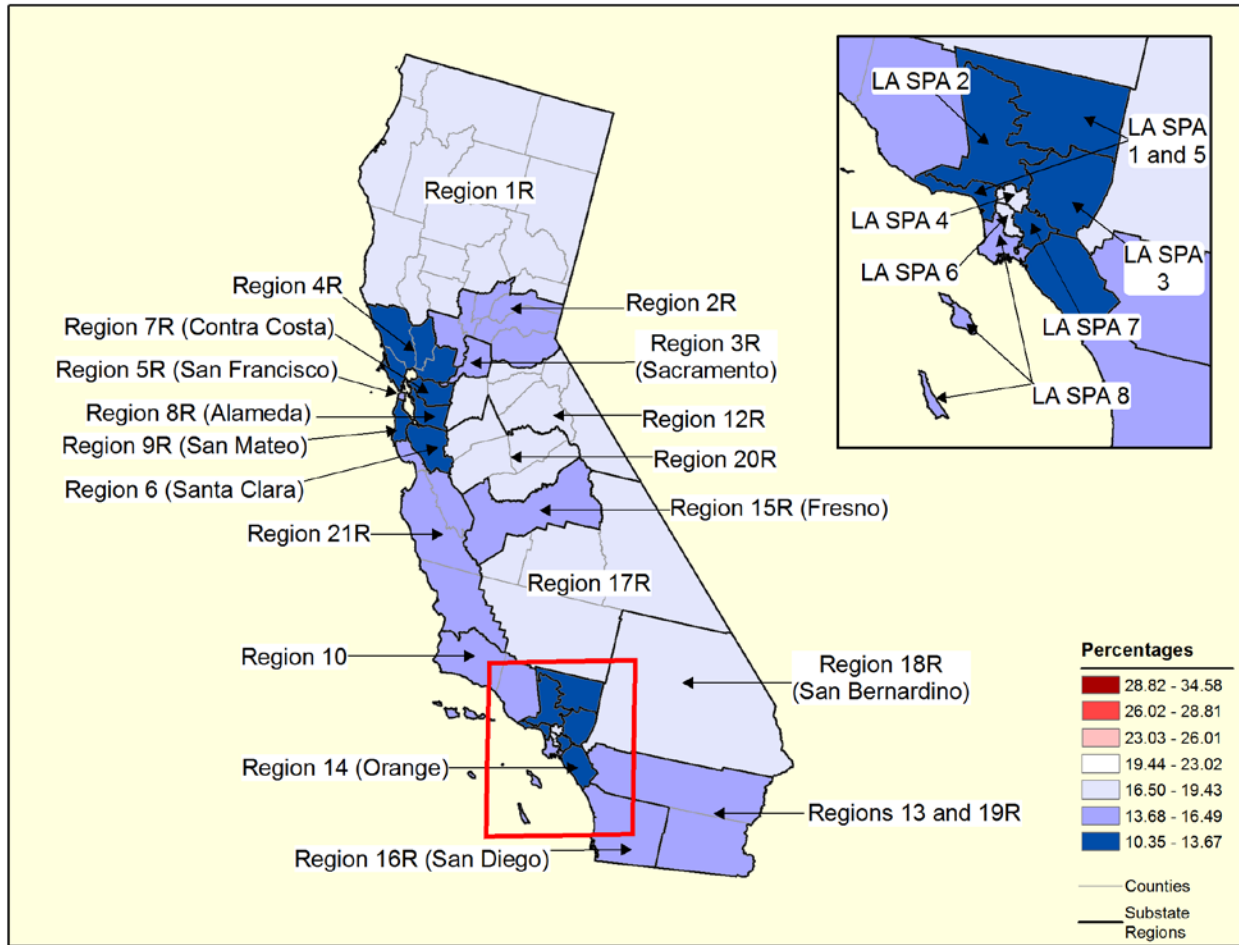 Region 1R
Region 4R
Region 7R (Contra Costa)
Region 5R (San Francisco)
Region 8R (Alameda)
Region 9R (San Mateo)
Region 6 (Santa Clara)
Region 21R
Region 10
Region 14 (Orange)
Region 16R (San Diego)
Region 2R
Region 3R
(Sacramento)
Region 12R
Region 20R
Region 15R (Fresno)
Region 17R
Region 18R
(San Bernardino)
Regions 13 and 19R
LA SPA 2
LA SPA
1 and 5
LA SPA 4
LA SPA 6
LA SPA
3
LA SPA 7
LA SPA 8
Percentages
28.82 - 34.58
26.02 - 28.81
23.03 - 26.01
19.44 - 23.02
16.50 - 19.43
13.68 - 16.49
10.35 - 13.67
Counties
Substate
Regions